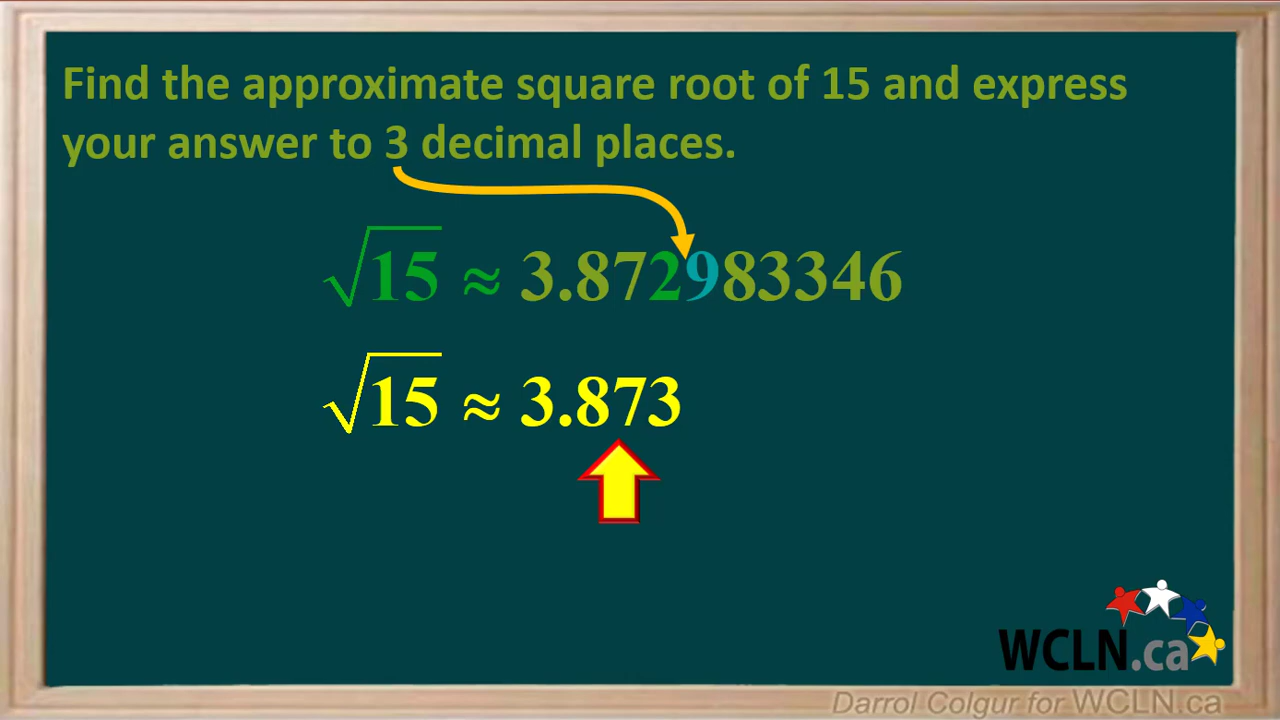 Find the approximate square root of 15 and express
your answer to 3 decimal places.
√15 ≈ 3.872983346
√15 ≈ 3.873
WCLN.ca
Darrol Colgur for WCLN.ca